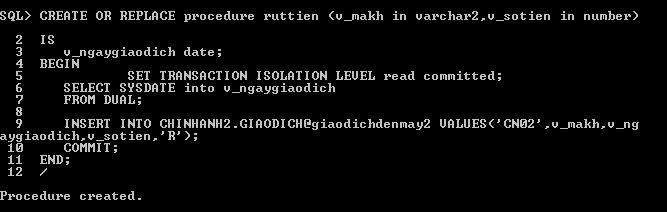 SQL> CREATE OR REPLACE procedure ruttien (v_makh in varchar2,v_sotien in number)
2 IS
3 v_ngaygiaodich date;
4 BEGIN
5 SET TRANSACTION ISOLATION LEVEL read committed;
6 SELECT SYSDATE into v_ngaygiaodich
7 FROM DUAL;
8
9 INSERT INTO CHINHANH2.GIAODICH@giaodichdenmay2 VALUES('CN02',v_makh,v_ng
aygiaodich,v_sotien,'R');
10 COMMIT;
11 END;
12 /
Procedure created.